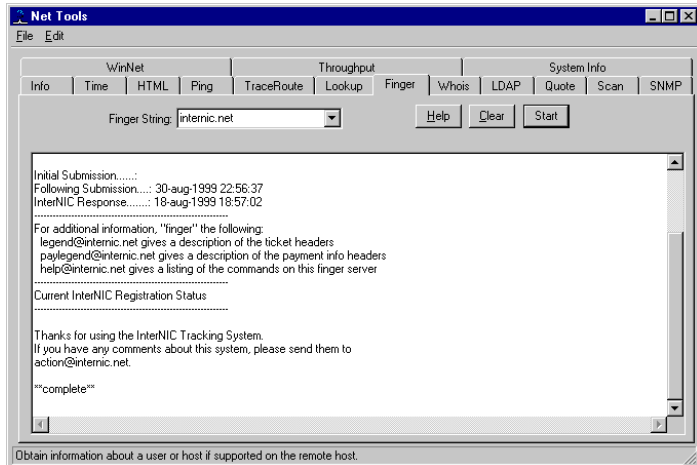 Net Tools
File Edit
WinNet Throughput System Info
Info Time HTML Ping TraceRoute Lookup Finger Whois LDAP Quote Scan SNMP
Finger String: internic.net Help Clear Start
Initial Submission......:
Following Submission....: 30-aug-1999 22:56:37
InterNIC Response.......: 18-aug-1999 18:57:02
----------------------------------------------------------------
For additional information, "finger" the following:
legend@internic.net gives a description of the ticket headers
paylegend@internic.net gives a description of the payment info headers
help@internic.net gives a listing of the commands on this finger server
----------------------------------------------------------------
Current InterNIC Registration Status
----------------------------------------------------------------
Thanks for using the InterNIC Tracking System.
If you have any comments about this system, please send them to
action@internic.net.
**complete**
Obtain information about a user or host if supported on the remote host.